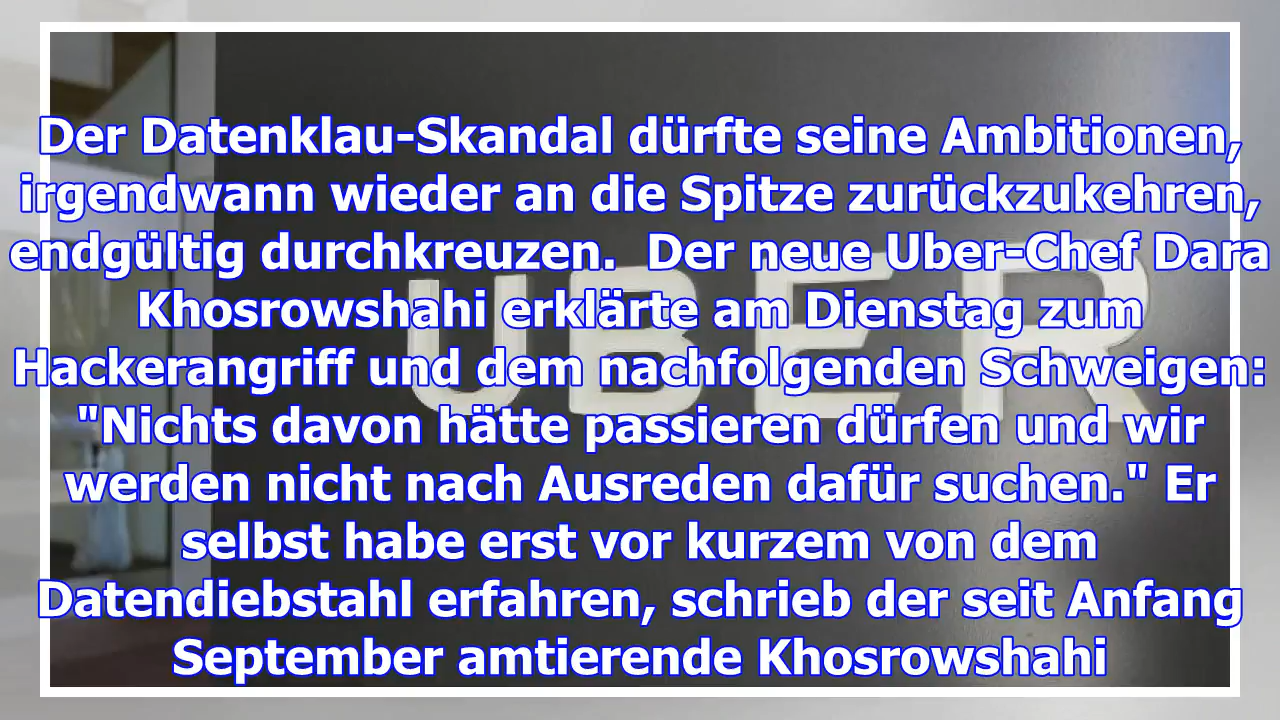 Der Datenklau-Skandal dürfte seine Ambitionen,
irgendwann wieder an die Spitze zurückzukehren,
endgültig durchkreuzen.  Der neue Uber-Chef Dara
Khosrowshahi erklärte am Dienstag zum
Hackerangriff und dem nachfolgenden Schweigen:
"Nichts davon hätte passieren dürfen und wir
werden nicht nach Ausreden dafür suchen." Er
selbst habe erst vor kurzem von dem
Datendiebstahl erfahren, schrieb der seit Anfang
September amtierende Khosrowshahi
UBER